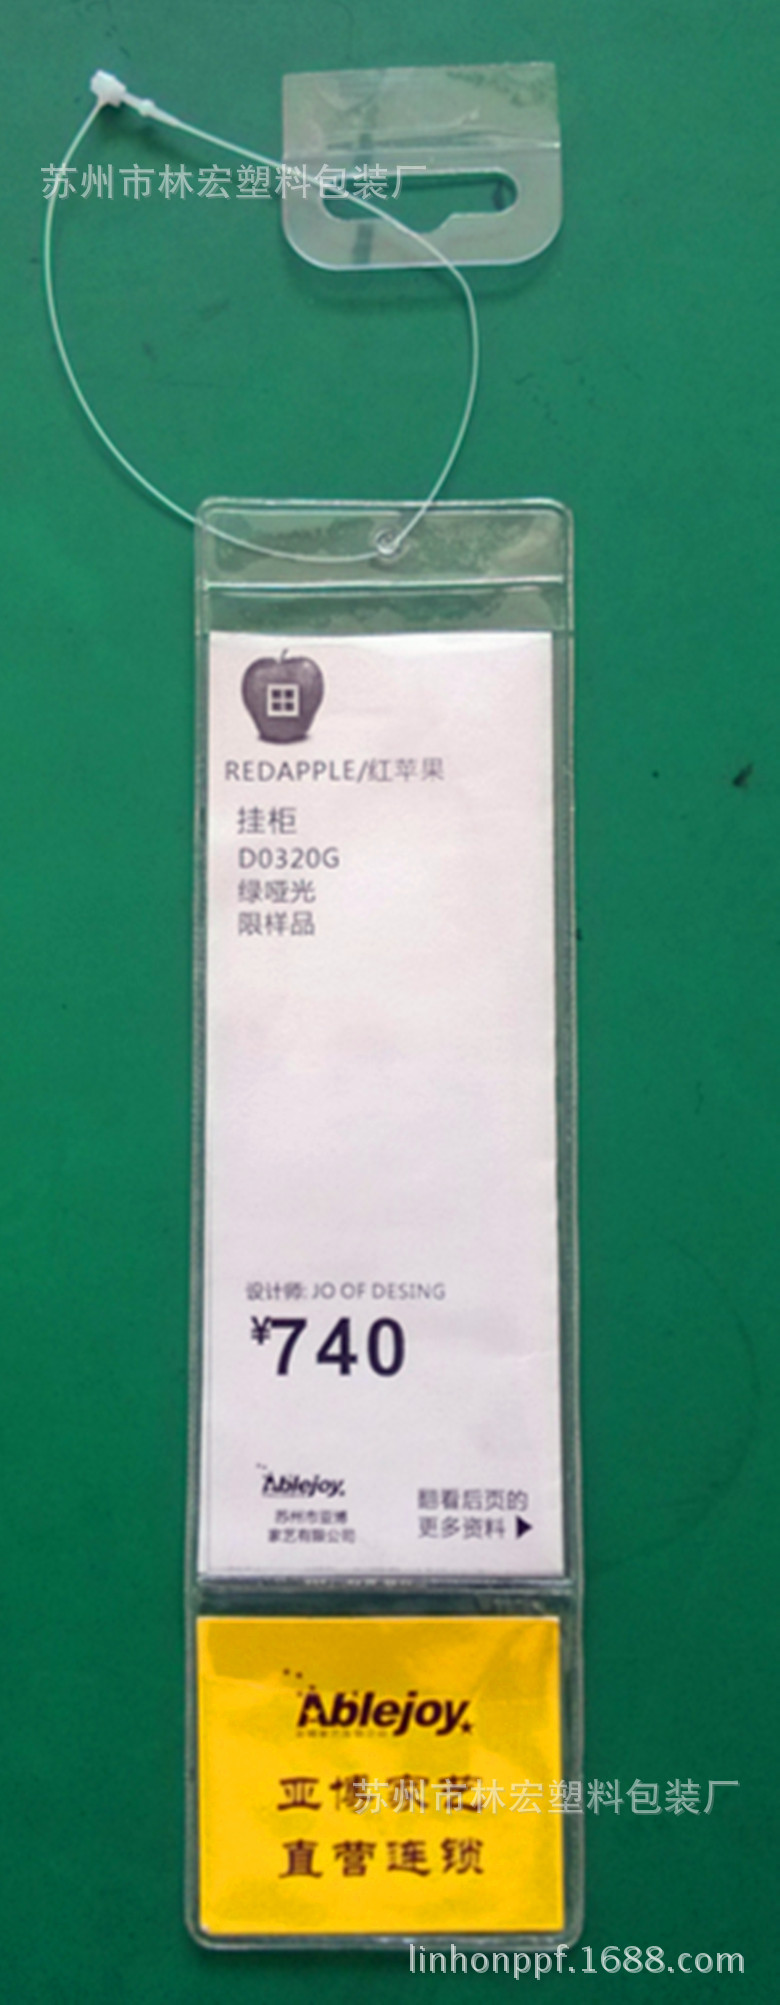 苏州市林宏塑料包装厂
REDAPPLE/红苹果
挂柜
D0320G
绿哑光
限样品
设计师: JO OF DESING
¥740
Ablejoy
苏州市亚博
家艺有限公司
翻看后页的
更多资料
Ablejoy
亚博家艺
苏州市林宏塑料包装厂
直营连锁
linhonppf.1688.com